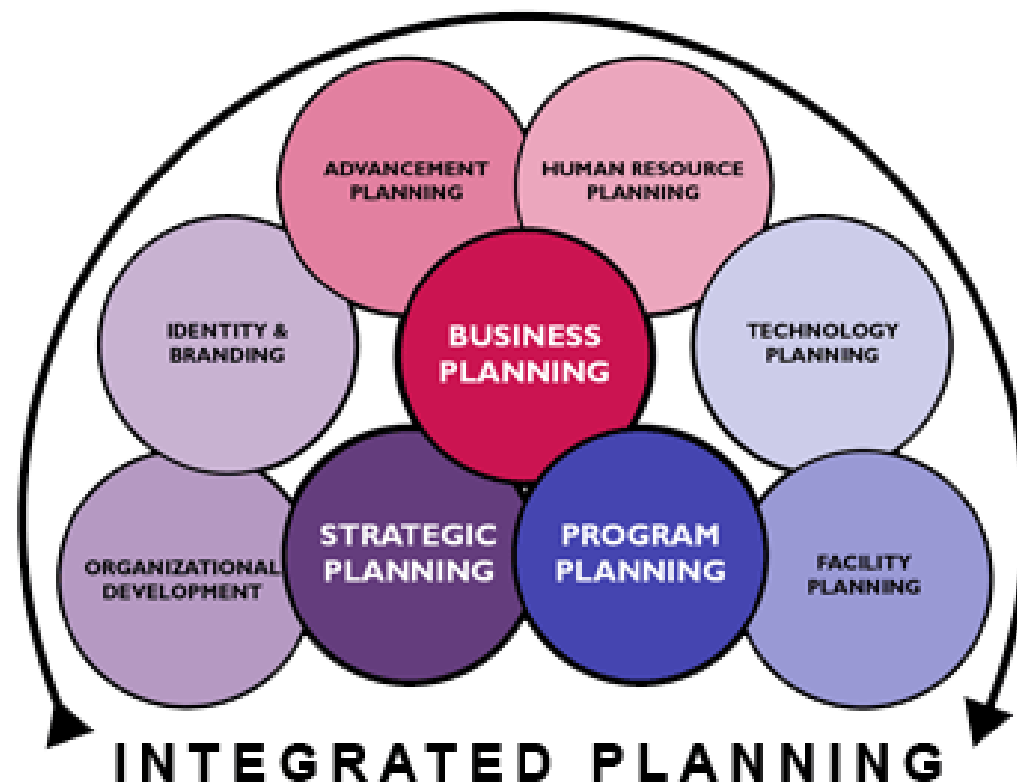 ADVANCEMENT
PLANNING
HUMAN RESOURCE
PLANNING
IDENTITY &
BRANDING
BUSINESS
PLANNING
TECHNOLOGY
PLANNING
ORGANIZATIONAL
DEVELOPMENT
STRATEGIC
PLANNING
PROGRAM
PLANNING
FACILITY
PLANNING
INTEGRATED PLANNING